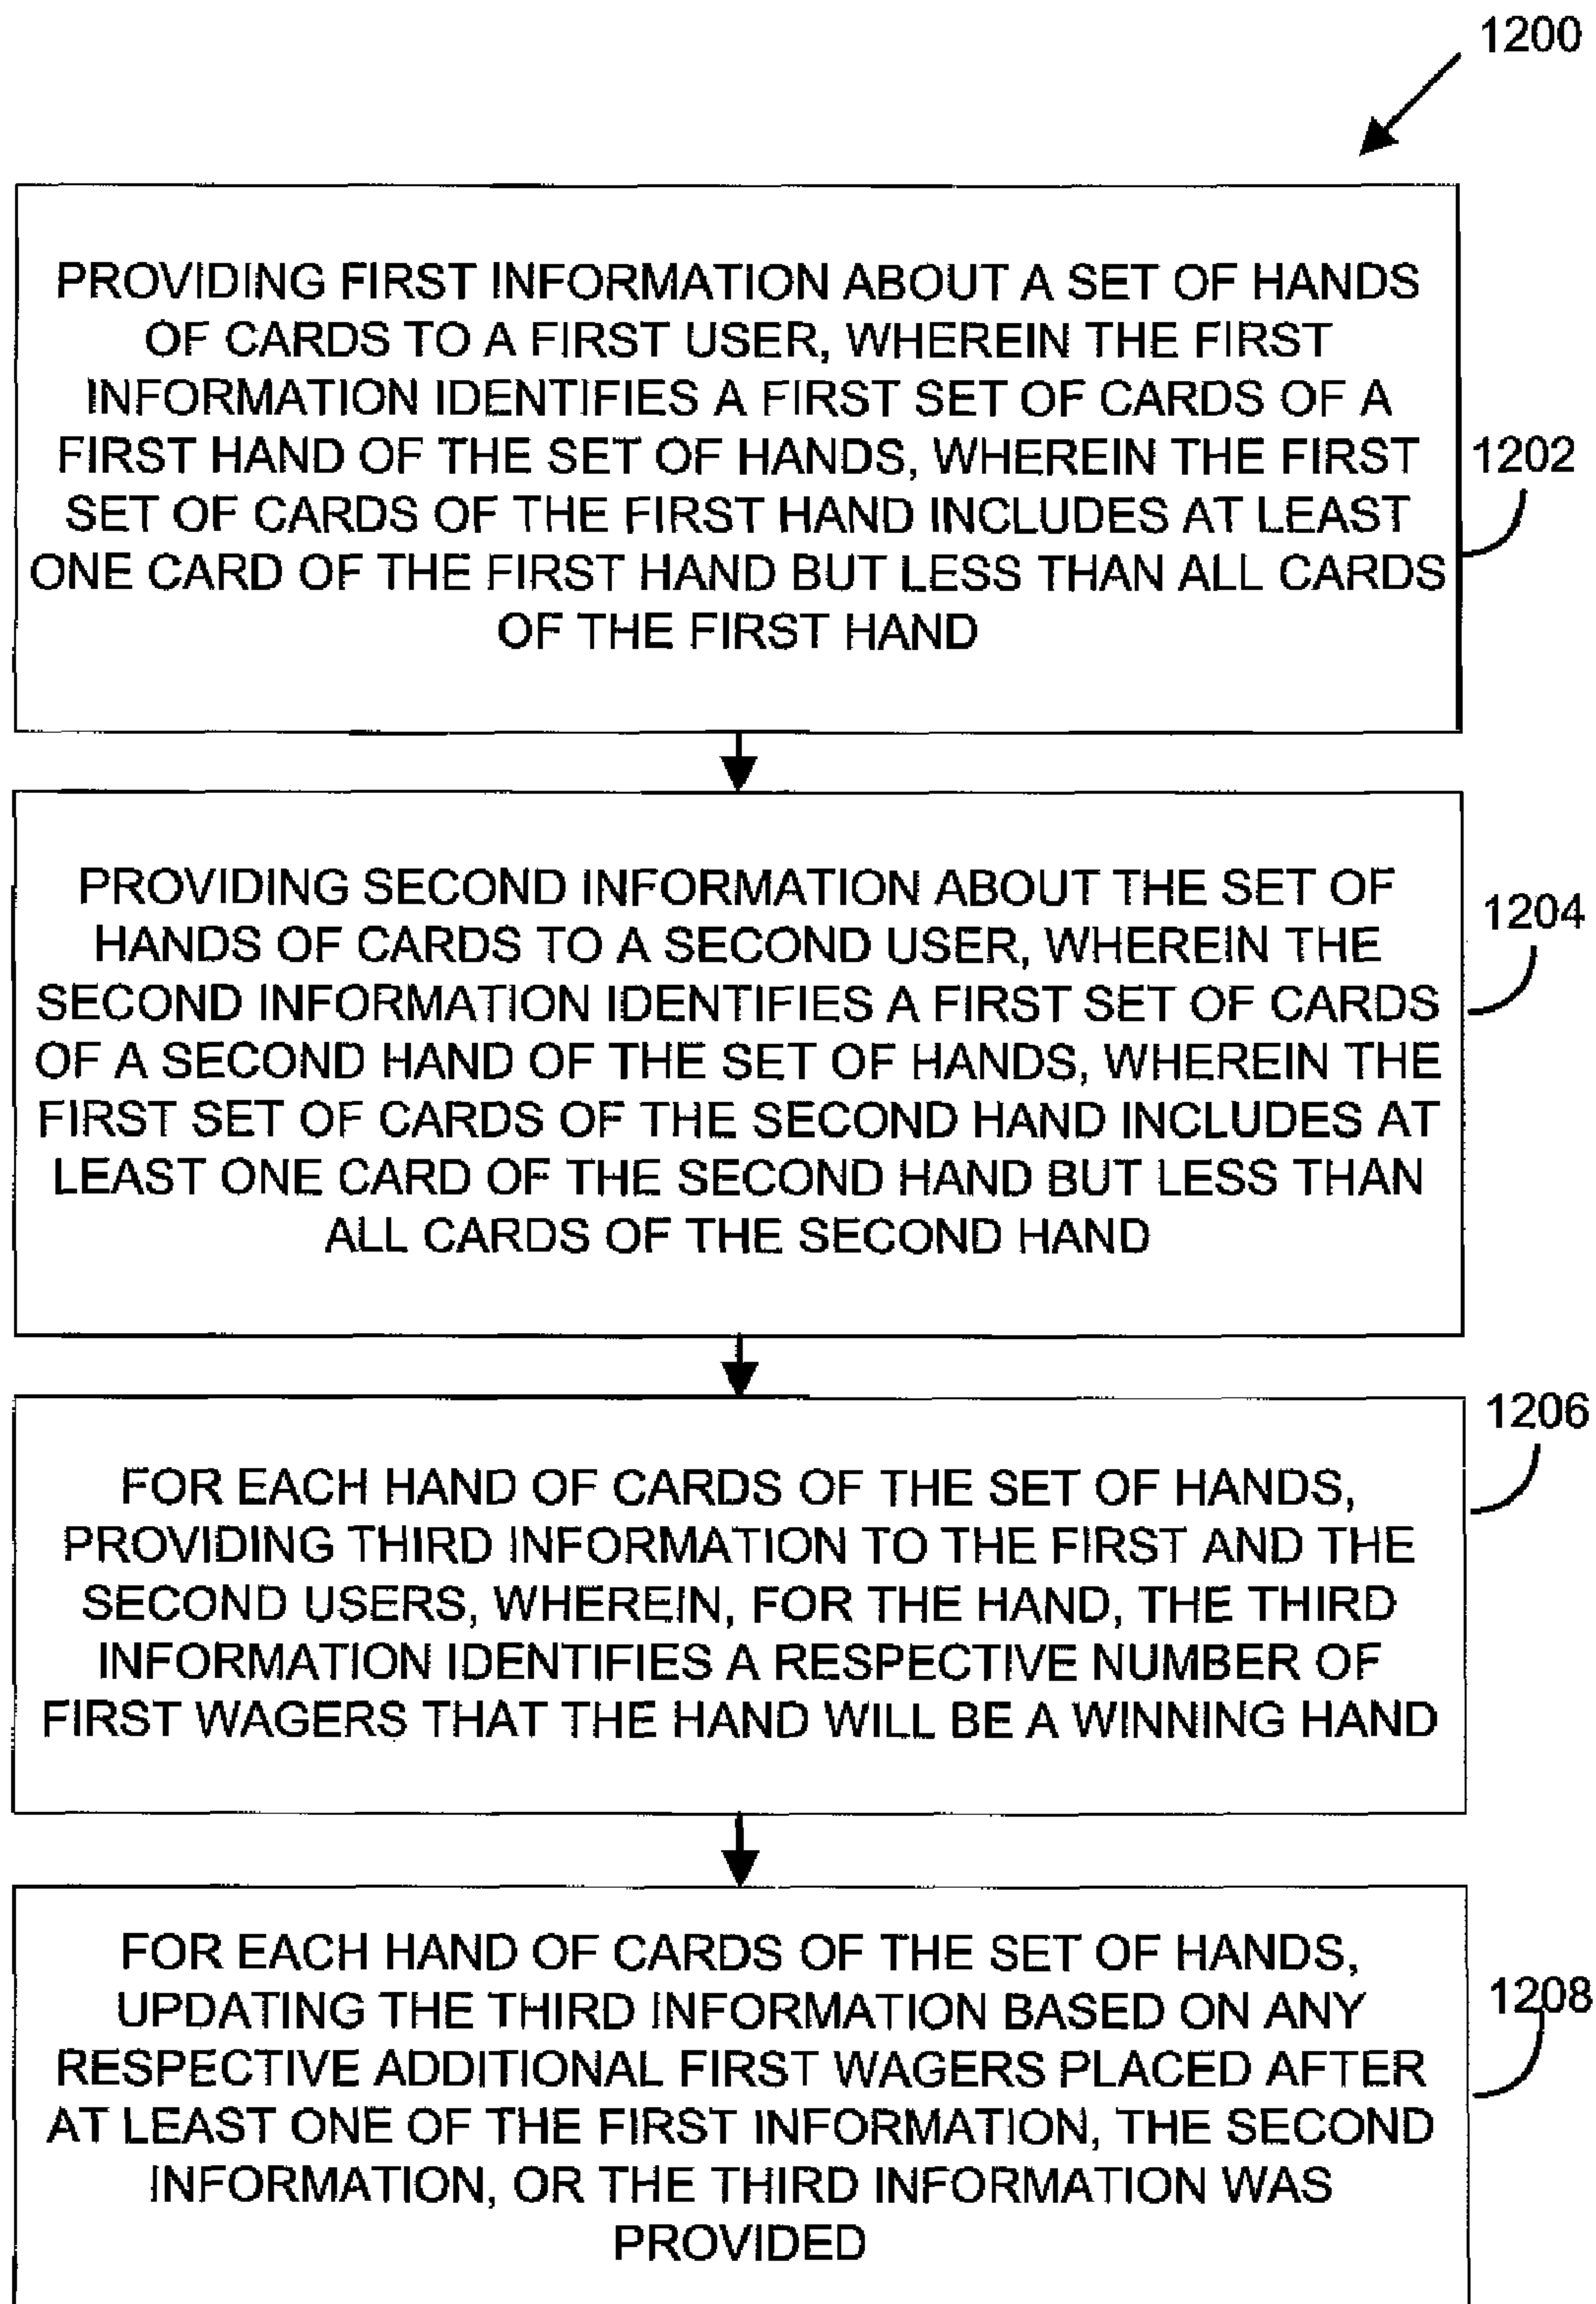 1200
PROVIDING FIRST INFORMATION ABOUT A SET OF HANDS
OF CARDS TO A FIRST USER, WHEREIN THE FIRST
INFORMATION IDENTIFIES A FIRST SET OF CARDS OF A
FIRST HAND OF THE SET OF HANDS, WHEREIN THE FIRST
SET OF CARDS OF THE FIRST HAND INCLUDES AT LEAST
ONE CARD OF THE FIRST HAND BUT LESS THAN ALL CARDS
OF THE FIRST HAND
1202
PROVIDING SECOND INFORMATION ABOUT THE SET OF
HANDS OF CARDS TO A SECOND USER, WHEREIN THE
SECOND INFORMATION IDENTIFIES A FIRST SET OF CARDS
OF A SECOND HAND OF THE SET OF HANDS, WHEREIN THE
FIRST SET OF CARDS OF THE SECOND HAND INCLUDES AT
LEAST ONE CARD OF THE SECOND HAND BUT LESS THAN
ALL CARDS OF THE SECOND HAND
1204
FOR EACH HAND OF CARDS OF THE SET OF HANDS,
PROVIDING THIRD INFORMATION TO THE FIRST AND THE
SECOND USERS, WHEREIN, FOR THE HAND, THE THIRD
INFORMATION IDENTIFIES A RESPECTIVE NUMBER OF
FIRST WAGERS THAT THE HAND WILL BE A WINNING HAND
1206
FOR EACH HAND OF CARDS OF THE SET OF HANDS,
UPDATING THE THIRD INFORMATION BASED ON ANY
RESPECTIVE ADDITIONAL FIRST WAGERS PLACED AFTER
AT LEAST ONE OF THE FIRST INFORMATION, THE SECOND
INFORMATION, OR THE THIRD INFORMATION WAS
PROVIDED
1208